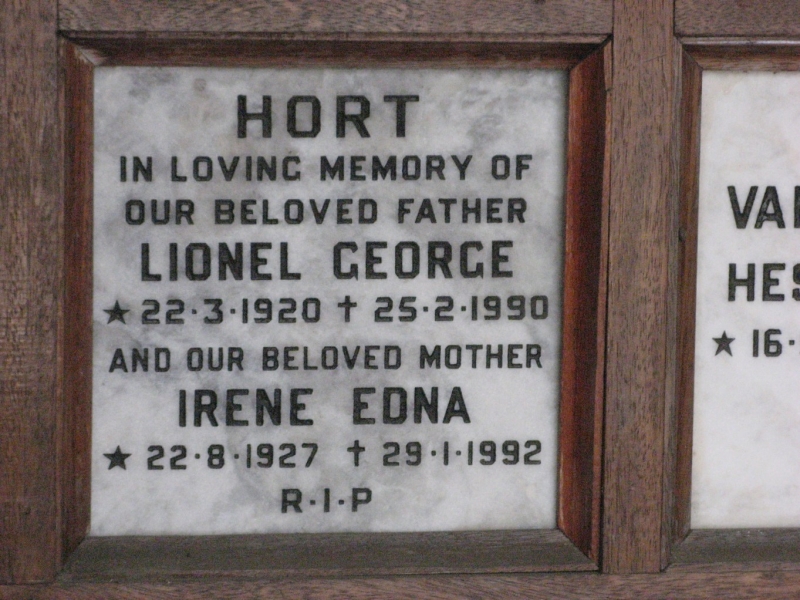 HORT
IN LOVING MEMORY OF
OUR BELOVED FATHER
LIONEL GEORGE
★ 22·3·1920 † 25·2·1990
AND OUR BELOVED MOTHER
IRENE EDNA
★ 22·8·1927 † 29·1·1992
R·I·P
★ 16·